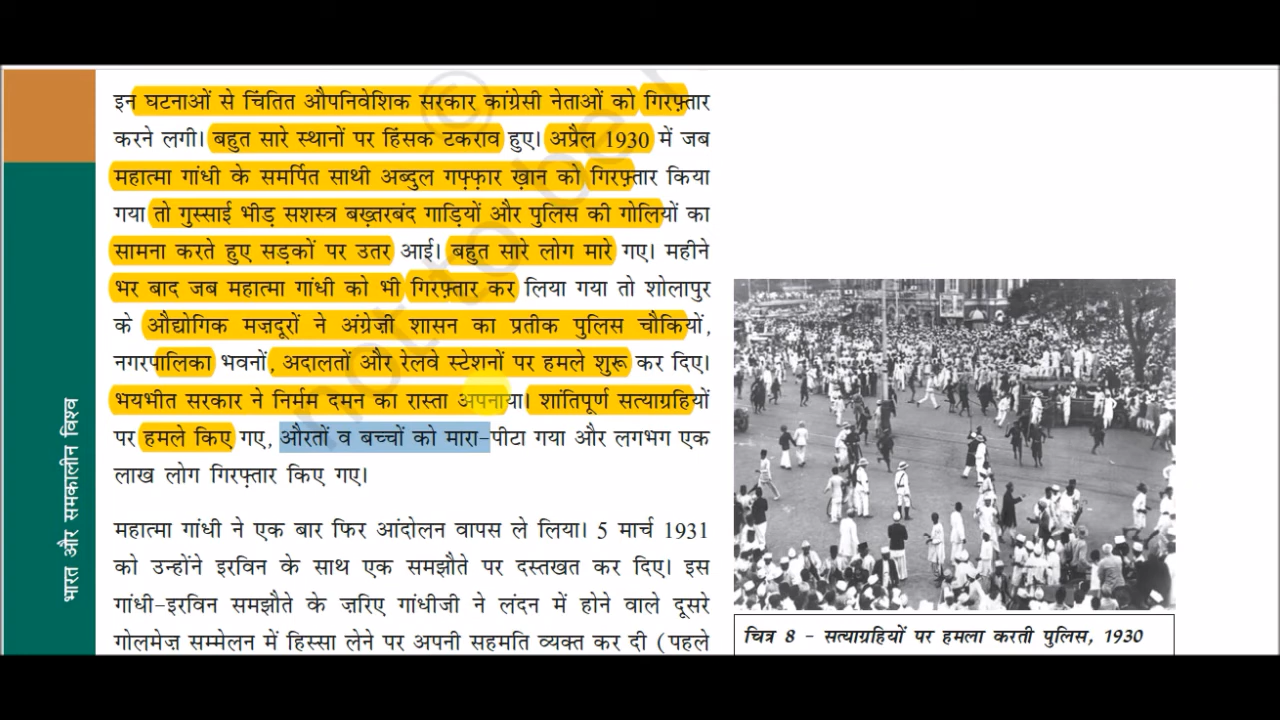 इन घटनाओं से चिंतित औपनिवेशिक सरकार कांग्रेसी नेताओं को गिरफ़्तार
करने लगी। बहुत सारे स्थानों पर हिंसक टकराव हुए। अप्रैल 1930 में जब
महात्मा गांधी के समर्पित साथी अब्दुल गफ़्फ़ार ख़ान को गिरफ़्तार किया
गया तो गुस्साई भीड़ सशस्त्र बख़्तरबंद गाड़ियों और पुलिस की गोलियों का
सामना करते हुए सड़कों पर उतर आई। बहुत सारे लोग मारे गए। महीने
भर बाद जब महात्मा गांधी को भी गिरफ़्तार कर लिया गया तो शोलापुर
के औद्योगिक मज़दूरों ने अंग्रेज़ी शासन का प्रतीक पुलिस चौकियों,
नगरपालिका भवनों, अदालतों और रेलवे स्टेशनों पर हमले शुरू कर दिए।
भयभीत सरकार ने निर्मम दमन का रास्ता अपनाया। शांतिपूर्ण सत्याग्रहियों
पर हमले किए गए, औरतों व बच्चों को मारा-पीटा गया और लगभग एक
लाख लोग गिरफ़्तार किए गए।
महात्मा गांधी ने एक बार फिर आंदोलन वापस ले लिया। 5 मार्च 1931
को उन्होंने इरविन के साथ एक समझौते पर दस्तखत कर दिए। इस
गांधी-इरविन समझौते के ज़रिए गांधीजी ने लंदन में होने वाले दूसरे
गोलमेज़ सम्मेलन में हिस्सा लेने पर अपनी सहमति व्यक्त कर दी (पहले
चित्र 8 - सत्याग्रहियों पर हमला करती पुलिस, 1930
भारत और समकालीन विश्व
©
not to be r